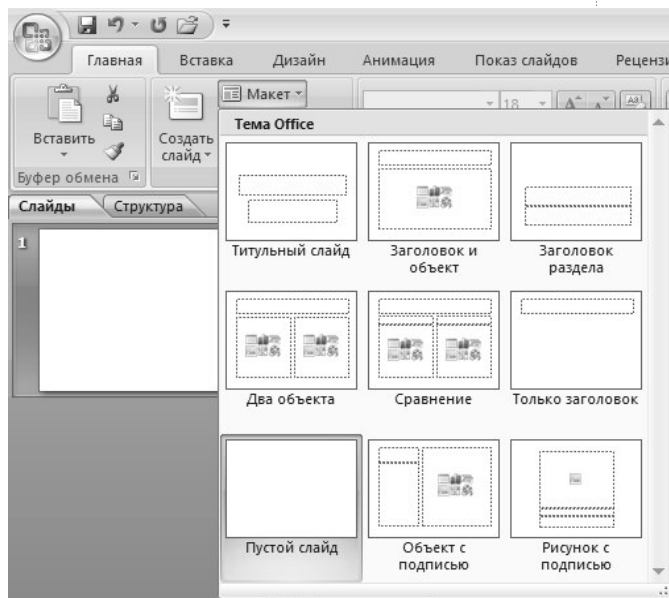 Главная Вставка Дизайн Анимация Показ слайдов Рецензи
Макет
18
Вставить
Создать
слайд
Буфер обмена
Тема Office
Слайды Структура
1
Титульный слайд
Заголовок и
объект
Заголовок
раздела
Два объекта
Сравнение
Только заголовок
Пустой слайд
Объект с
подписью
Рисунок с
подписью